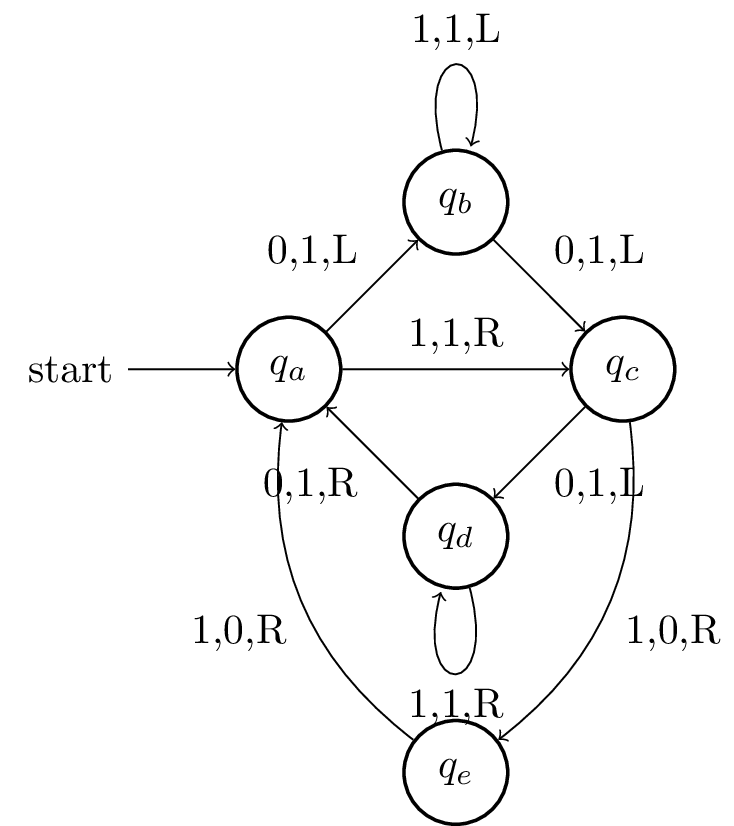 1,1,L
q_b
0,1,L 0,1,L
1,1,R
start q_a q_c
0,1,R 0,1,L
q_d
1,0,R 1,0,R
1,1,R
q_e